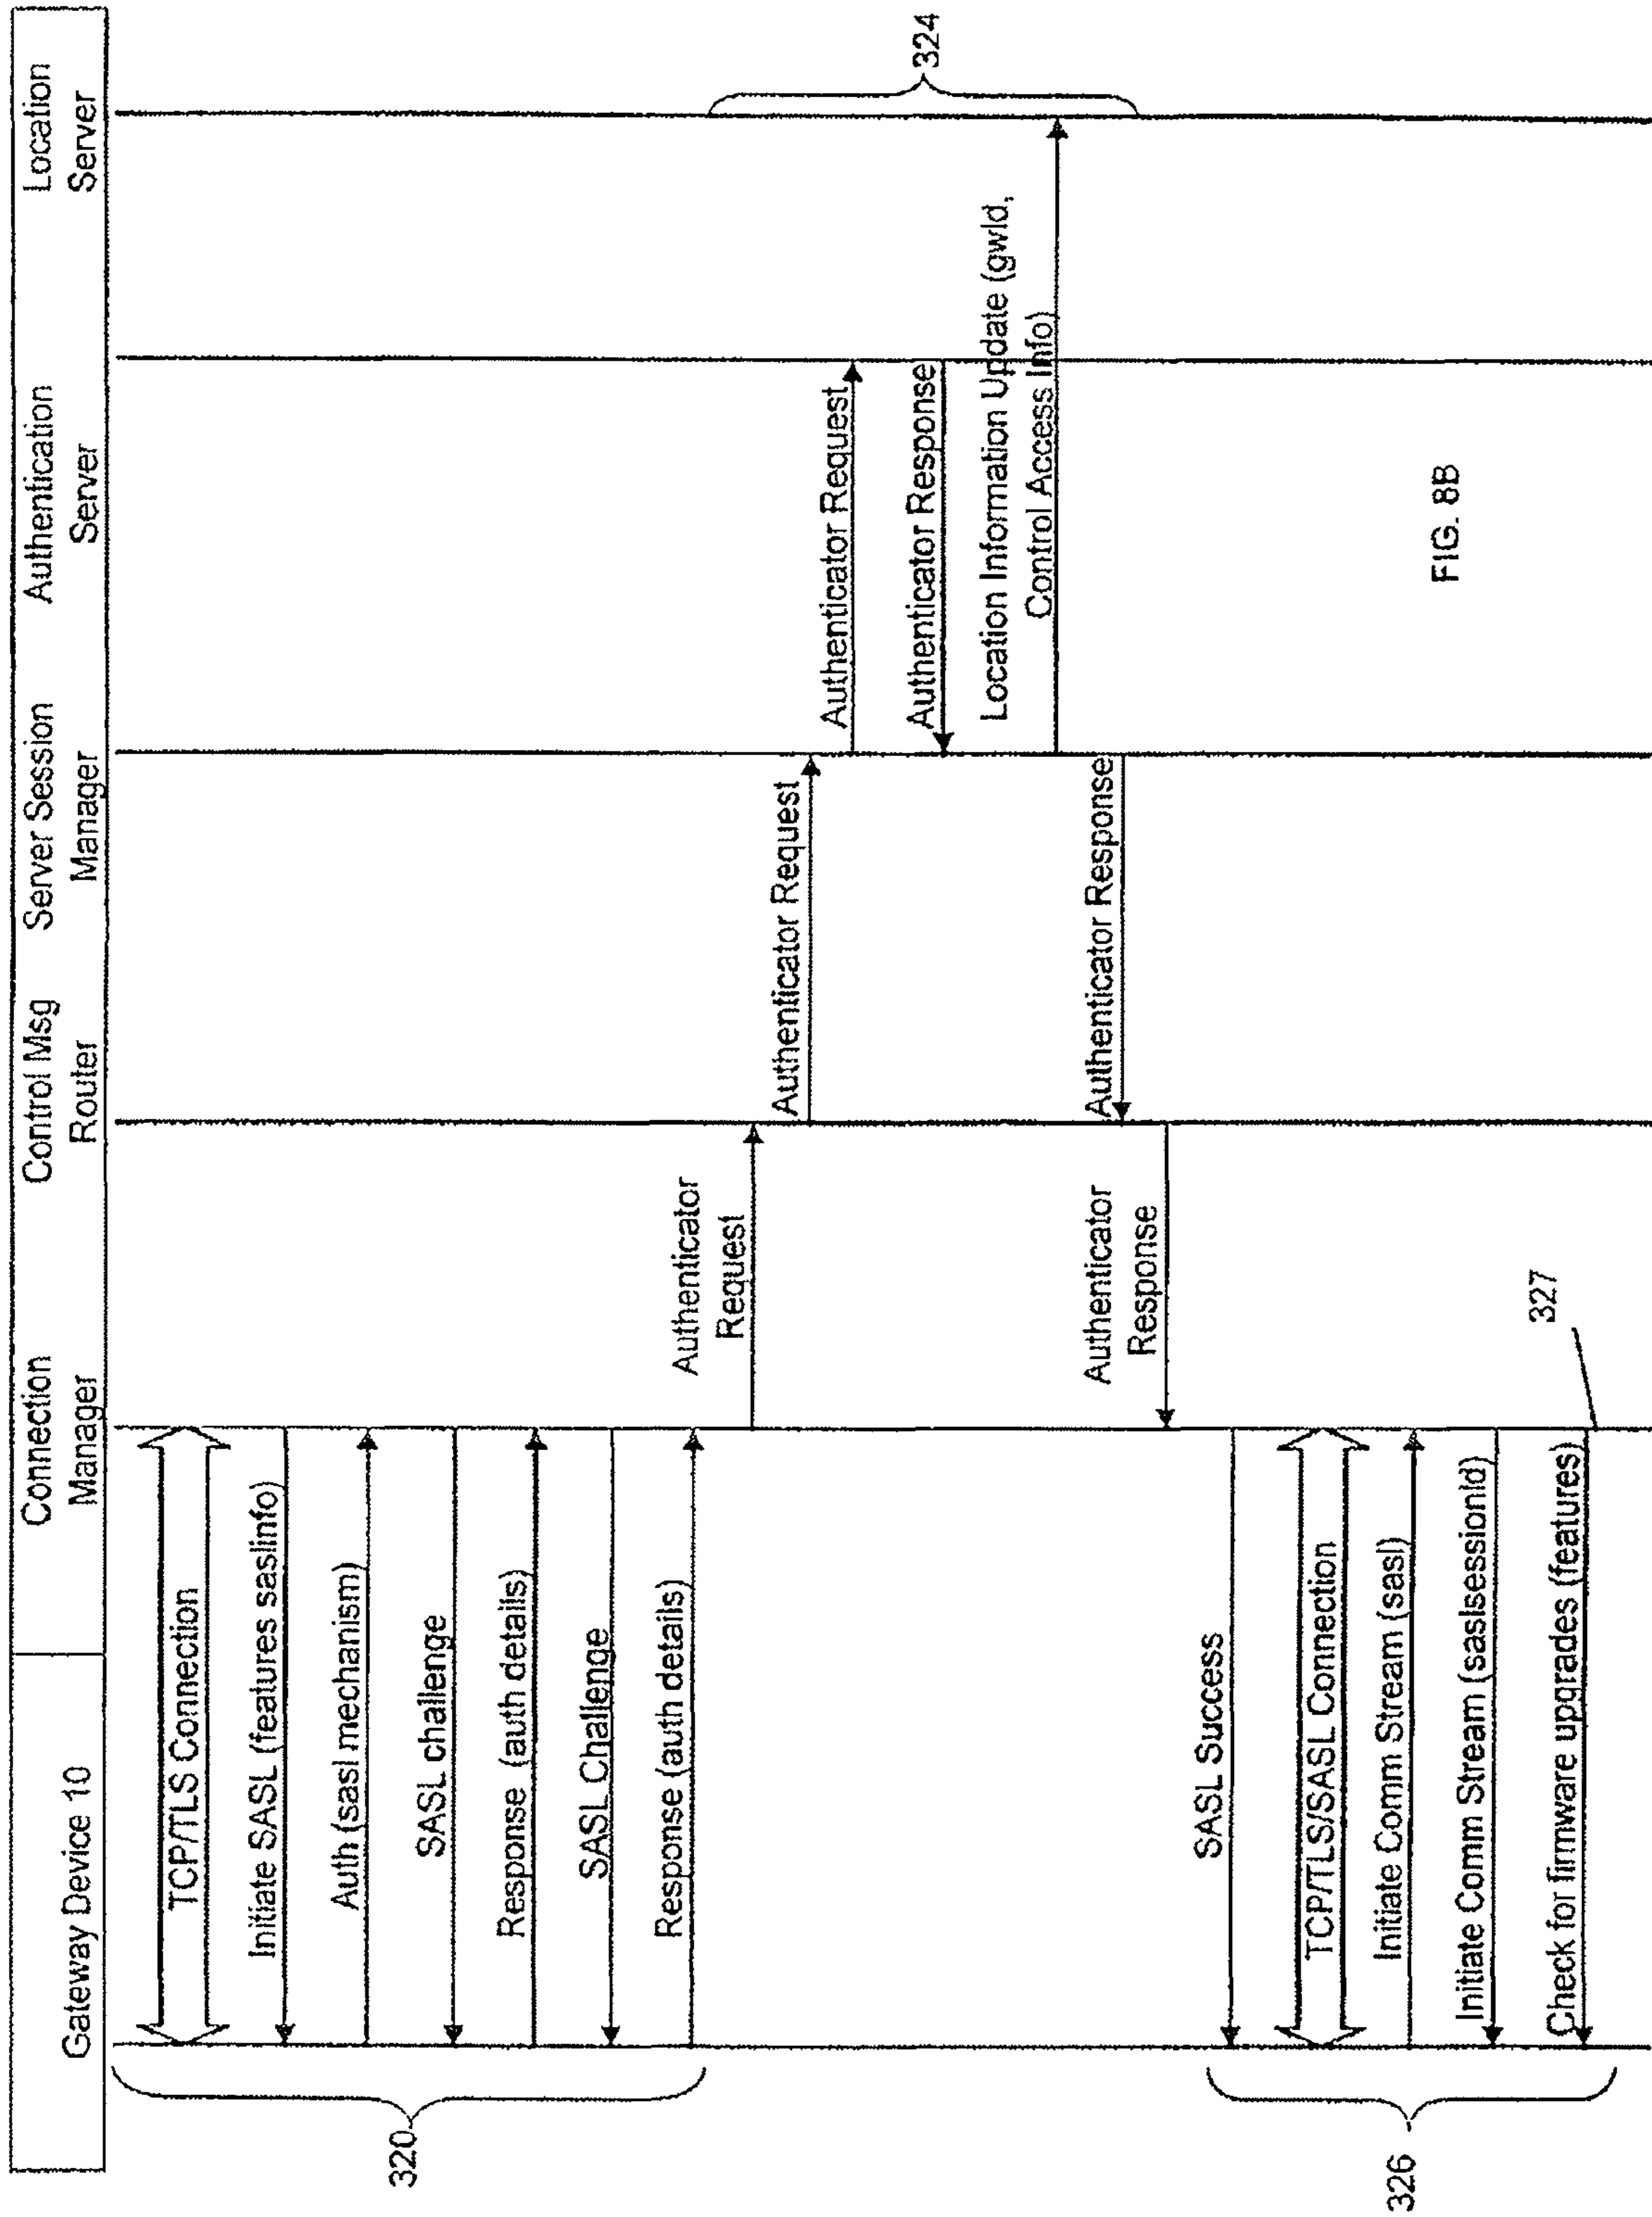 Gateway Device 10
Connection
Manager
Control Msg
Router
Server Session
Manager
Authentication
Server
Location
Server
320
TCP/TLS Connection
Initiate SASL (features saslinfo)
Auth (sasl mechanism)
SASL challenge
Response (auth details)
SASL Challenge
Response (auth details)
Authenticator
Request
Authenticator Request
Authenticator Request
Authenticator Response
Location Information Update (gwId,
Control Access Info)
324
Authenticator Response
Authenticator
Response
326
SASL Success
TCP/TLS/SASL Connection
Initiate Comm Stream (sasl)
Initiate Comm Stream (saslsessionId)
Check for firmware upgrades (features)
327
FIG. 8B